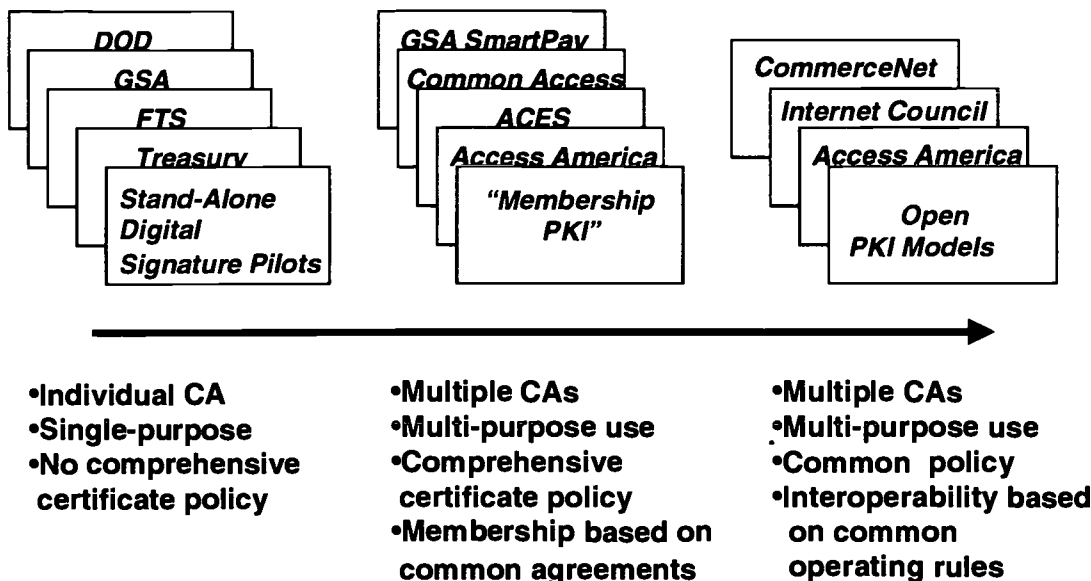 DOD
GSA
FTS
Treasury
Stand-Alone
Digital
Signature Pilots
GSA SmartPay
Common Access
ACES
Access America
“Membership
PKI”
CommerceNet
Internet Council
Access America
Open
PKI Models
•Individual CA
•Single-purpose
•No comprehensive
certificate policy
•Multiple CAs
•Multi-purpose use
•Comprehensive
certificate policy
•Membership based on
common agreements
•Multiple CAs
•Multi-purpose use
•Common policy
•Interoperability based
on common
operating rules